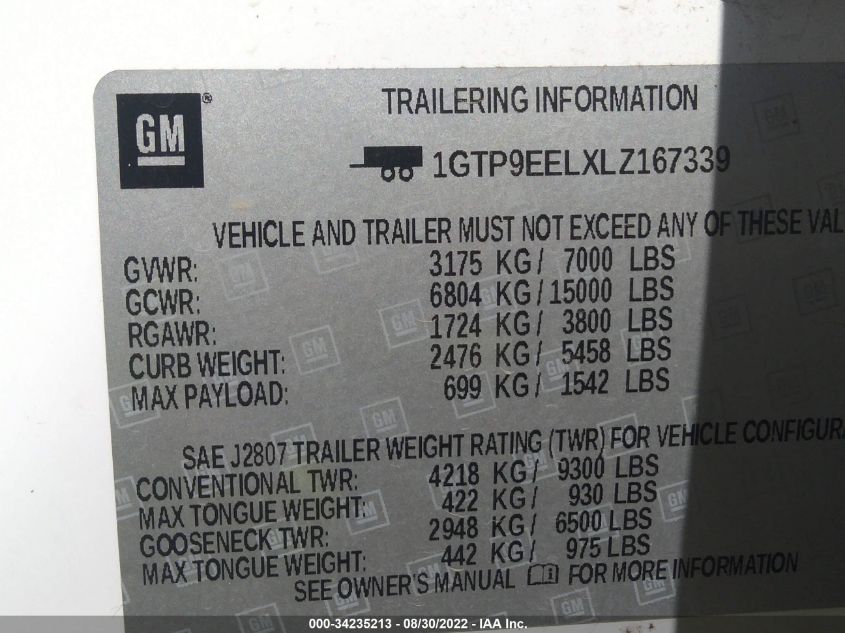 GM ®
TRAILERING INFORMATION
1GTP9EELXLZ167339
VEHICLE AND TRAILER MUST NOT EXCEED ANY OF THESE VAL
GVWR: 3175 KG/ 7000 LBS
GCWR: 6804 KG/15000 LBS
RGAWR: 1724 KG/ 3800 LBS
CURB WEIGHT: 2476 KG/ 5458 LBS
MAX PAYLOAD: 699 KG/ 1542 LBS
SAE J2807 TRAILER WEIGHT RATING (TWR) FOR VEHICLE CONFIGURA
CONVENTIONAL TWR: 4218 KG/ 9300 LBS
MAX TONGUE WEIGHT: 422 KG/ 930 LBS
GOOSENECK TWR: 2948 KG/ 6500 LBS
MAX TONGUE WEIGHT: 442 KG/ 975 LBS
SEE OWNER'S MANUAL FOR MORE INFORMATION
000-34235213 - 08/30/2022 - IAA Inc.